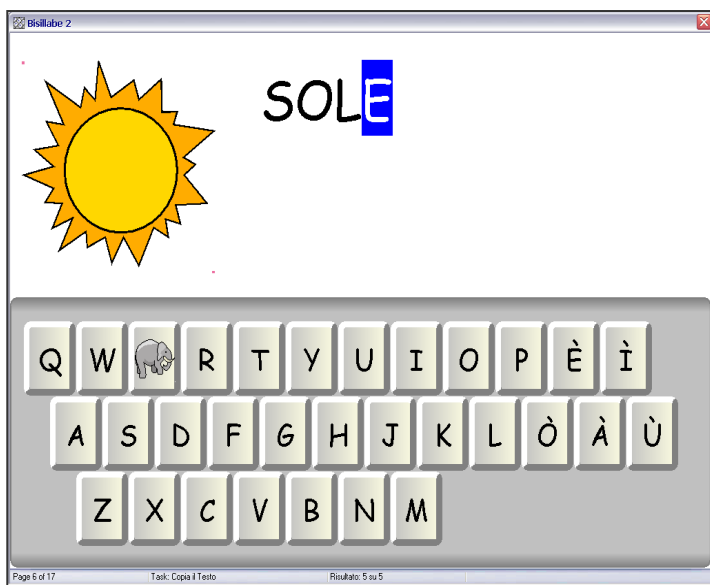 Bisillabe 2
SOLE
Q W R T Y U I O P È Ì
A S D F G H J K L Ò À Ù
Z X C V B N M
Page 6 of 17 Task: Copia il Testo Risultato: 5 su 5